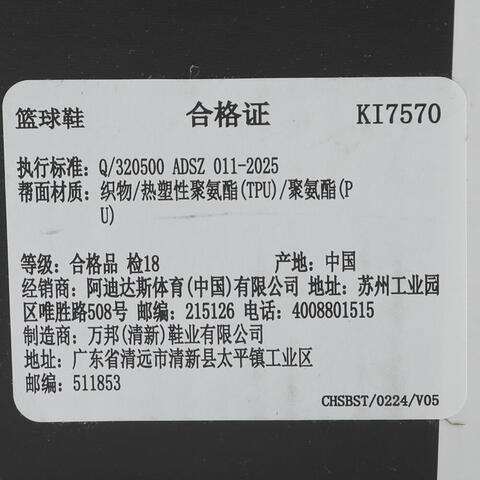 篮球鞋 合格证 KI7570
执行标准: Q/320500 ADSZ 011-2025
帮面材质: 织物/热塑性聚氨酯(TPU)/聚氨酯(P
U)
等级: 合格品 检18 产地: 中国
经销商: 阿迪达斯体育(中国)有限公司 地址: 苏州工业园
区唯胜路508号 邮编: 215126 电话: 4008801515
制造商: 万邦(清新)鞋业有限公司
地址: 广东省清远市清新县太平镇工业区
邮编: 511853
CHSBST/0224/V05